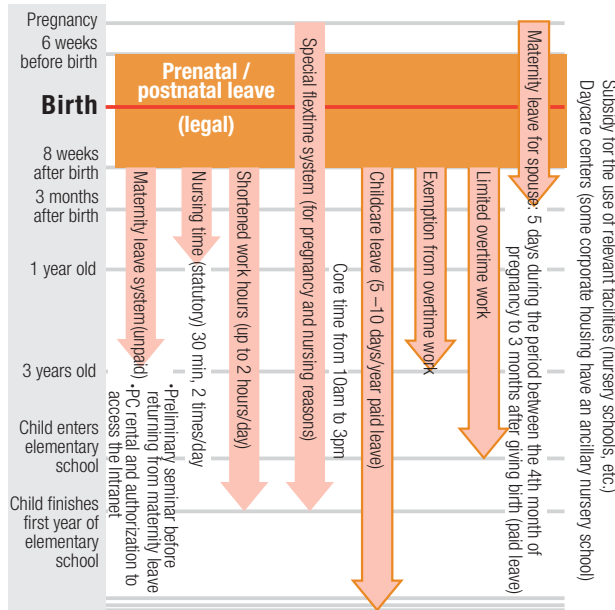 Pregnancy
6 weeks
before birth
Birth
8 weeks
after birth
3 months
after birth
1 year old
3 years old
Child enters
elementary
school
Child finishes
first year of
elementary
school
Prenatal /
postnatal leave
(legal)
Maternity leave system(unpaid)
•Preliminary seminar before
returning from maternity leave
•PC rental and authorization to
access the Intranet
Nursing time (statutory) 30 min, 2 times/day
Shortened work hours (up to 2 hours/day)
Special flextime system (for pregnancy and nursing reasons)
Core time from 10am to 3pm
Childcare leave (5 –10 days/year paid leave)
Exemption from overtime work
Limited overtime work
Maternity leave for spouse: 5 days during the period between the 4th month of
pregnancy to 3 months after giving birth (paid leave)
Subsidy for the use of relevant facilities (nursery schools, etc.)
Daycare centers (some corporate housing have an ancillary nursery school)